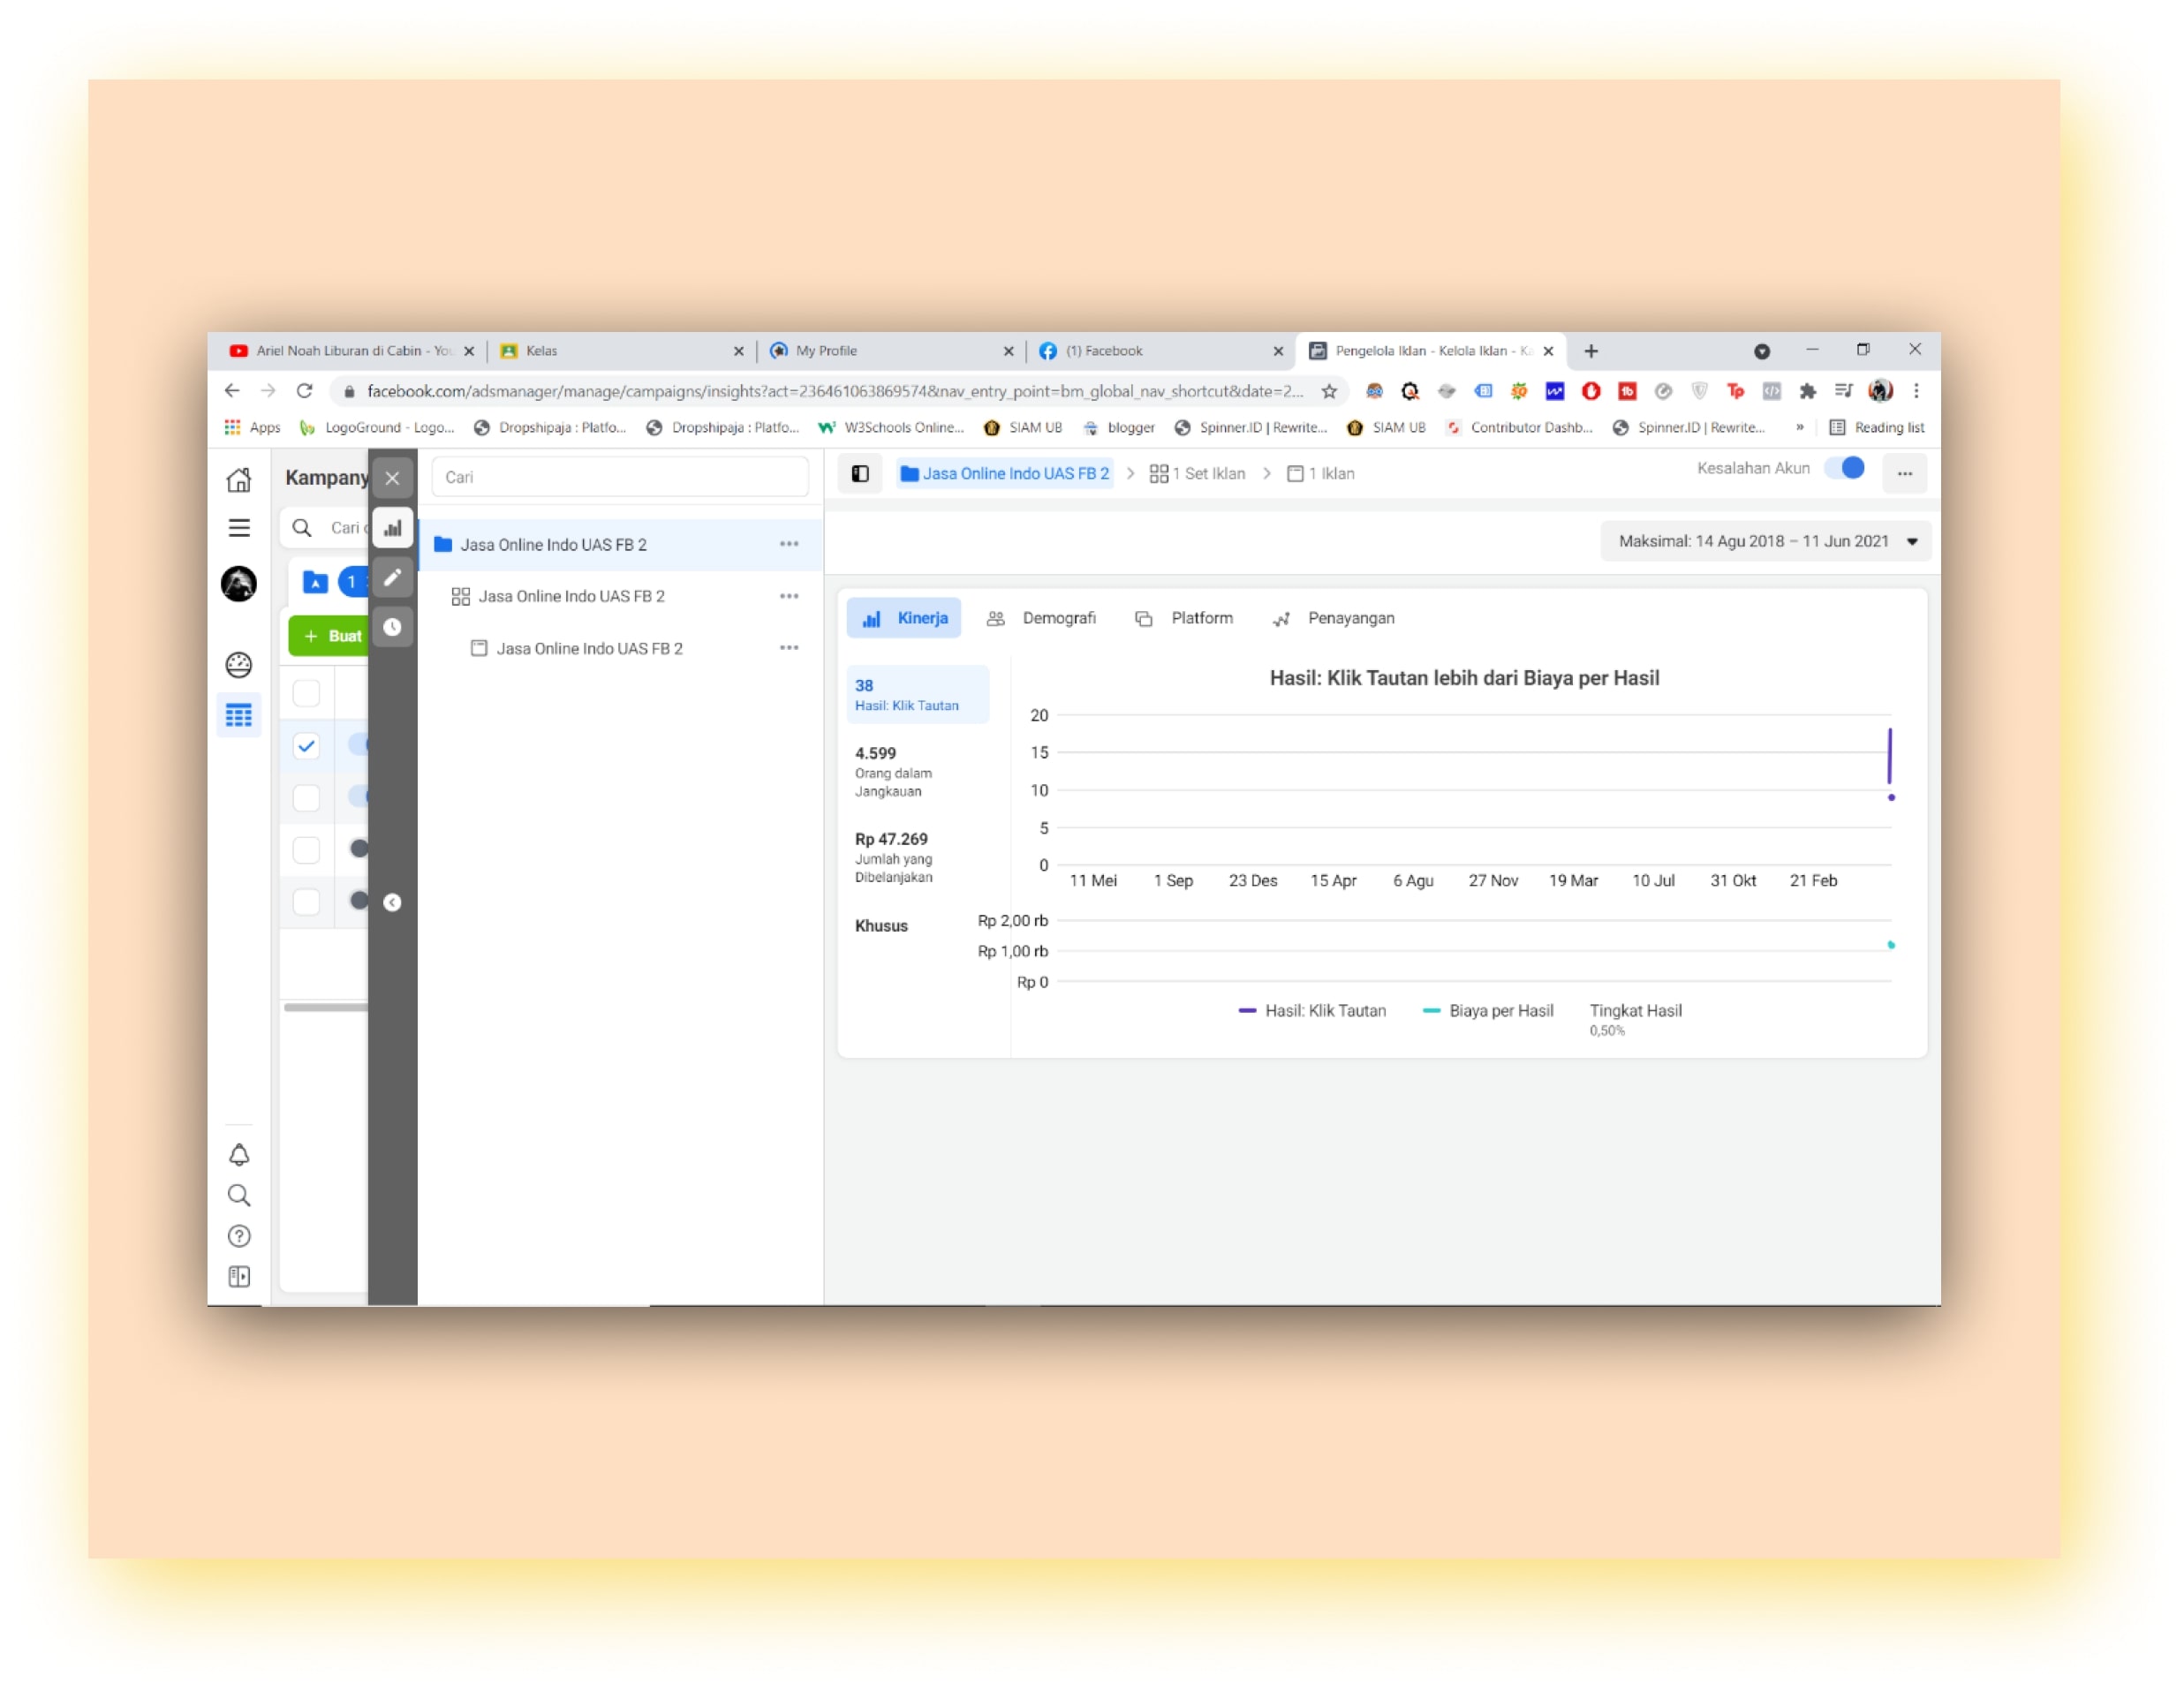 Ariel Noah Liburan di Cabin - You
Kelas
My Profile
(1) Facebook
Pengelola Iklan - Kelola Iklan - Ka
facebook.com/adsmanager/manage/campaigns/insights?act=236461063869574&nav_entry_point=bm_global_nav_shortcut&date=2...
Apps
LogoGround - Logo...
Dropshipaja : Platfo...
Dropshipaja : Platfo...
W3Schools Online...
SIAM UB
blogger
Spinner.ID | Rewrite...
SIAM UB
Contributor Dashb...
Spinner.ID | Rewrite...
»
Reading list
Kampany
Cari
1
+ Buat
Cari
Jasa Online Indo UAS FB 2
Jasa Online Indo UAS FB 2
Jasa Online Indo UAS FB 2
Jasa Online Indo UAS FB 2 > 1 Set Iklan > 1 Iklan
Kesalahan Akun
Maksimal: 14 Agu 2018 – 11 Jun 2021
Kinerja
Demografi
Platform
Penayangan
38
Hasil: Klik Tautan
4.599
Orang dalam
Jangkauan
Rp 47.269
Jumlah yang
Dibelanjakan
Khusus
Hasil: Klik Tautan lebih dari Biaya per Hasil
20
15
10
5
0
11 Mei 1 Sep 23 Des 15 Apr 6 Agu 27 Nov 19 Mar 10 Jul 31 Okt 21 Feb
Rp 2,00 rb
Rp 1,00 rb
Rp 0
Hasil: Klik Tautan
Biaya per Hasil
Tingkat Hasil
0,50%